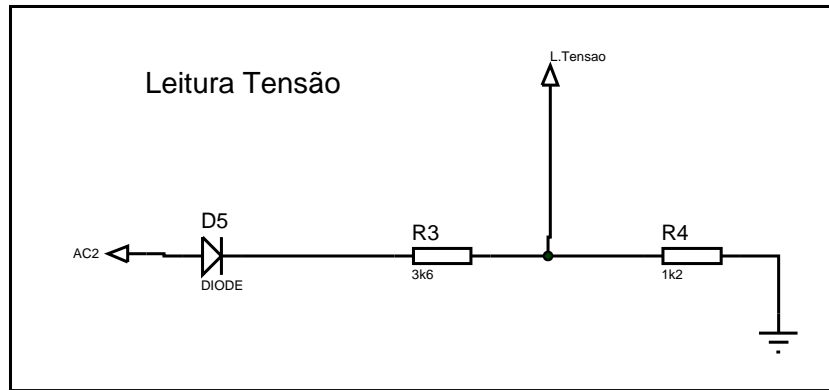 L.Tensao
Leitura Tensão
D5
R3
R4
AC2
3k6
1k2
DIODE